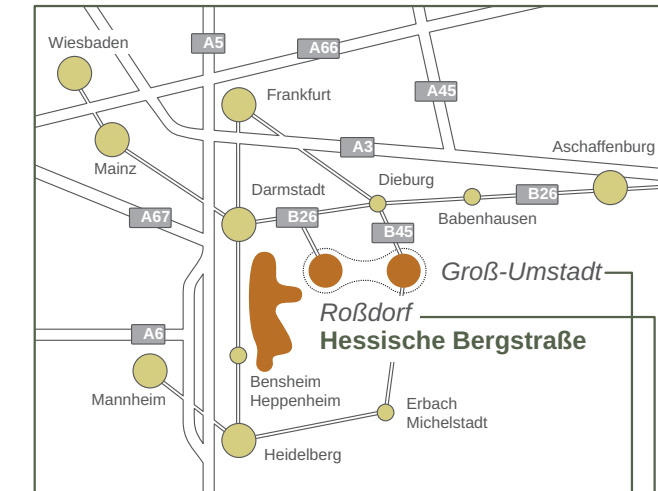 Wiesbaden
A5
A66
A45
Frankfurt
A3
Aschaffenburg
Mainz
Dieburg
Darmstadt
B26
B26
Babenhausen
A67
B45
Groß-Umstadt
Roßdorf
Hessische Bergstraße
A6
Bensheim
Heppenheim
Mannheim
Erbach
Michelstadt
Heidelberg